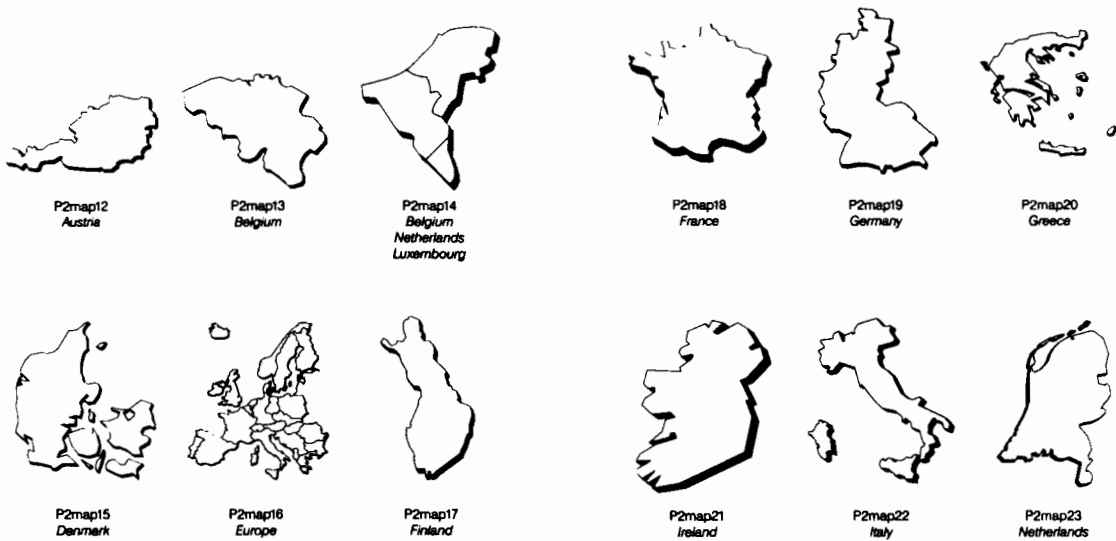 P2map12
Austria
P2map13
Belgium
P2map14
Belgium
Netherlands
Luxembourg
P2map18
France
P2map19
Germany
P2map20
Greece
P2map15
Denmark
P2map16
Europe
P2map17
Finland
P2map21
Ireland
P2map22
Italy
P2map23
Netherlands